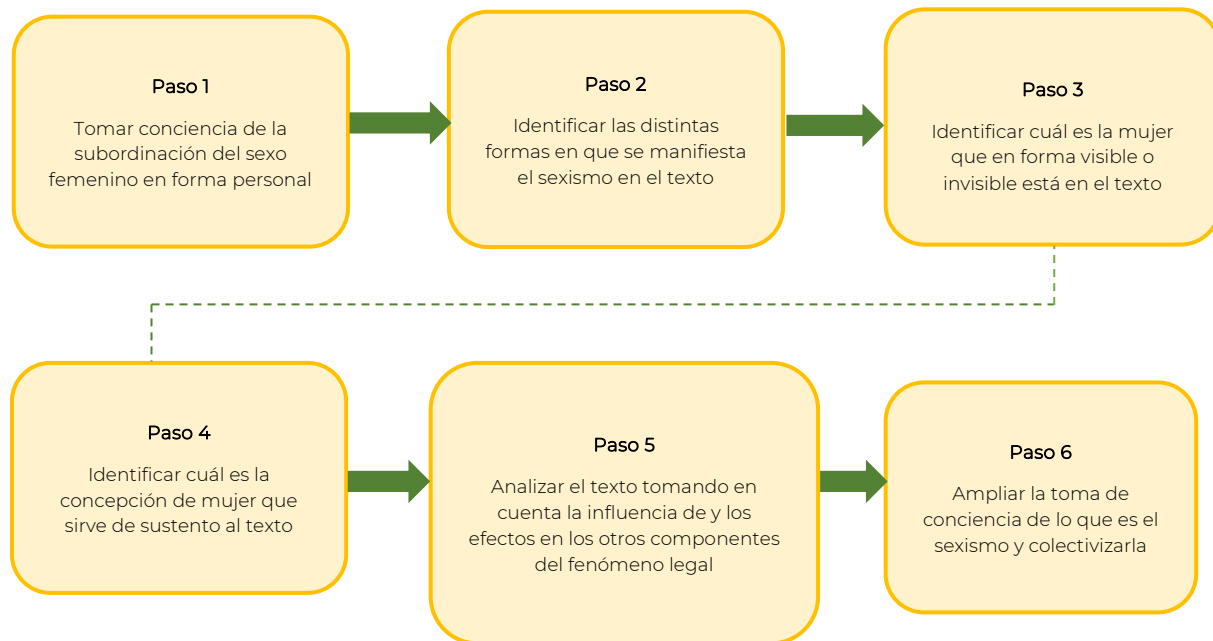 Paso 1
Tomar conciencia de la
subordinación del sexo
femenino en forma personal
Paso 2
Identificar las distintas
formas en que se manifiesta
el sexismo en el texto
Paso 3
Identificar cuál es la mujer
que en forma visible o
invisible está en el texto
Paso 4
Identificar cuál es la
concepción de mujer que
sirve de sustento al texto
Paso 5
Analizar el texto tomando en
cuenta la influencia de y los
efectos en los otros componentes
del fenómeno legal
Paso 6
Ampliar la toma de
conciencia de lo que es el
sexismo y colectivizarla